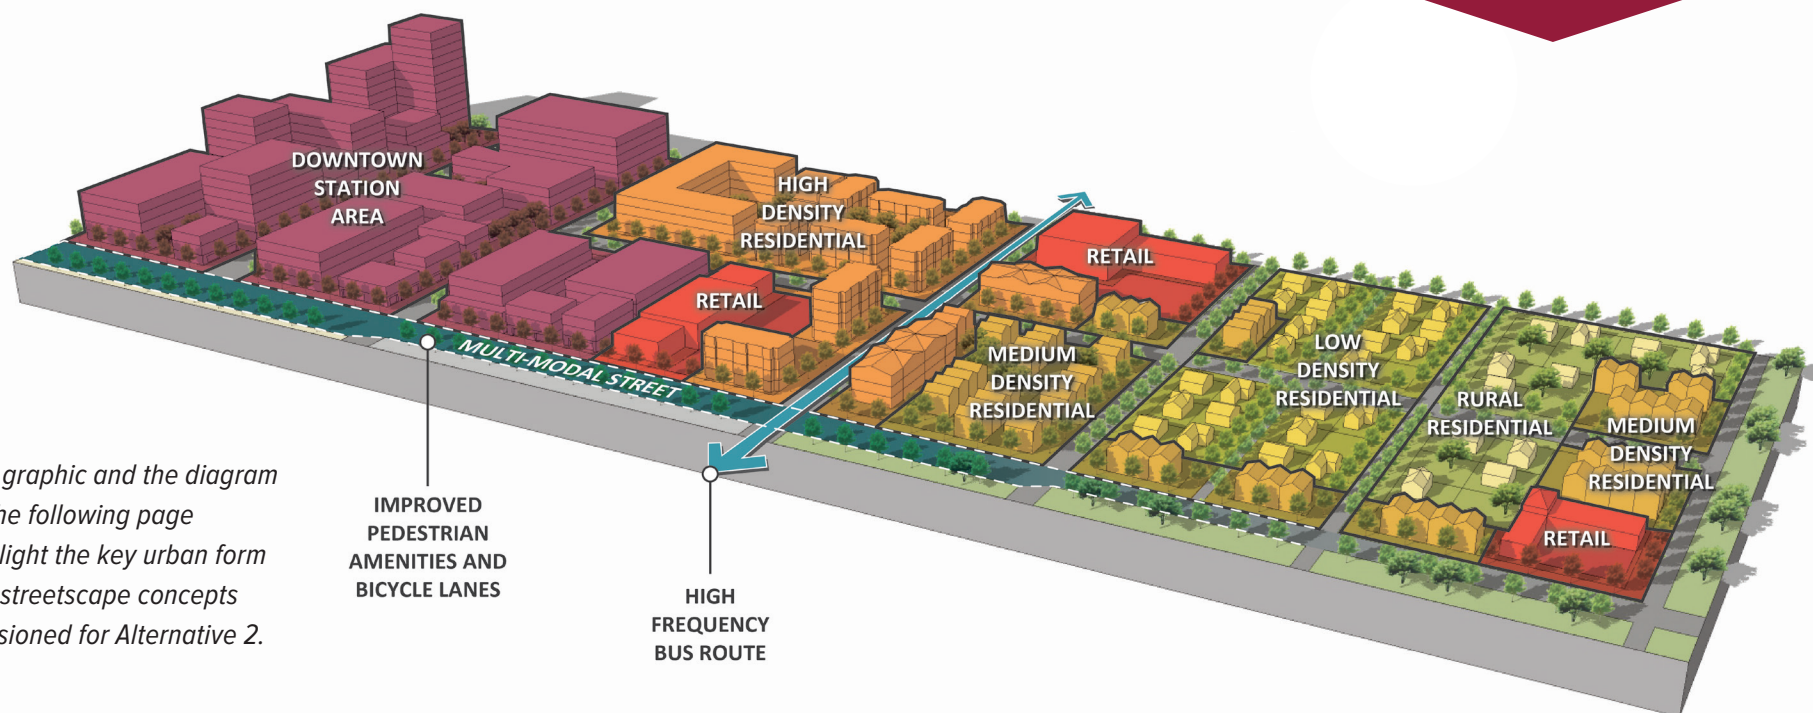 DOWNTOWN
STATION
AREA
HIGH
DENSITY
RESIDENTIAL
RETAIL
RETAIL
MULTI-MODAL STREET
MEDIUM
DENSITY
RESIDENTIAL
LOW
DENSITY
RESIDENTIAL
RURAL
RESIDENTIAL
MEDIUM
DENSITY
RESIDENTIAL
RETAIL
IMPROVED
PEDESTRIAN
AMENITIES AND
BICYCLE LANES
HIGH
FREQUENCY
BUS ROUTE
graphic and the diagram
following page
light the key urban form
streetscape concepts
sioned for Alternative 2.